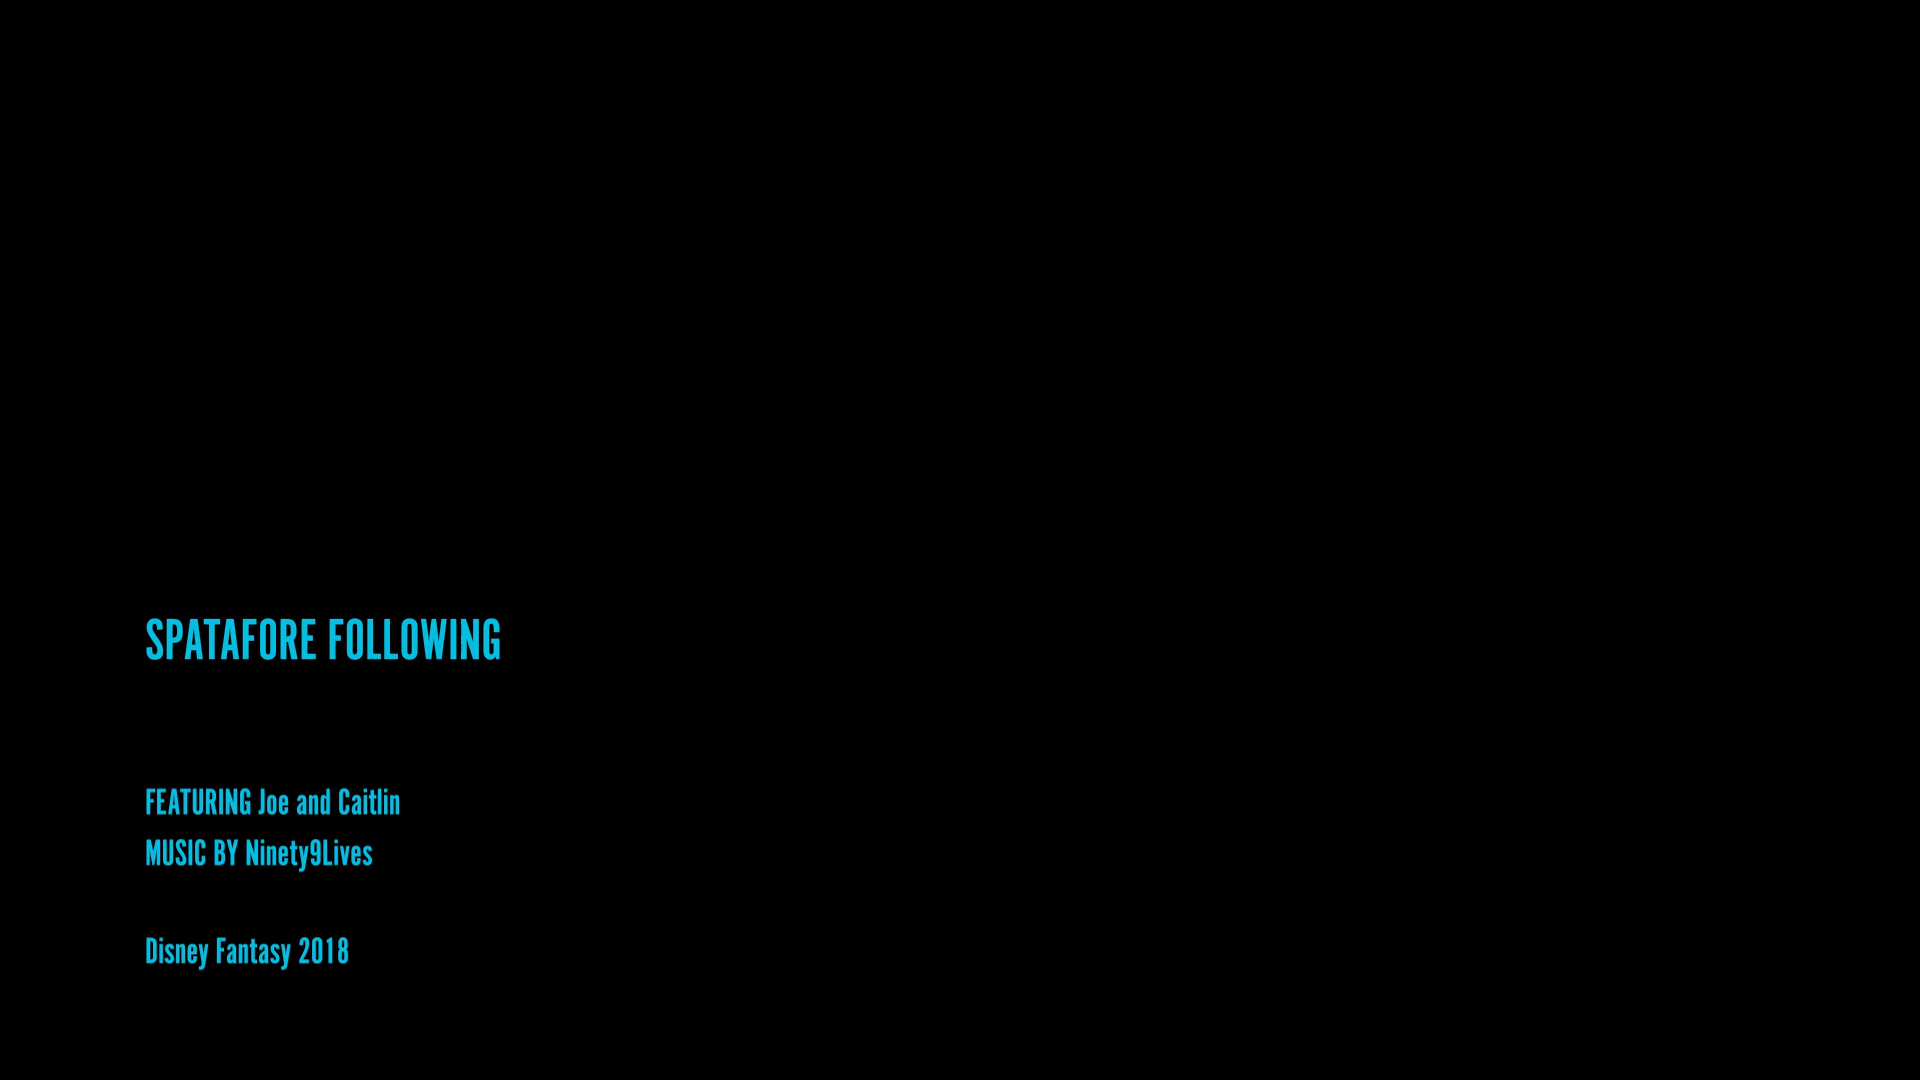 SPATAFORE FOLLOWING
FEATURING Joe and Caitlin
MUSIC BY Ninety9Lives
Disney Fantasy 2018